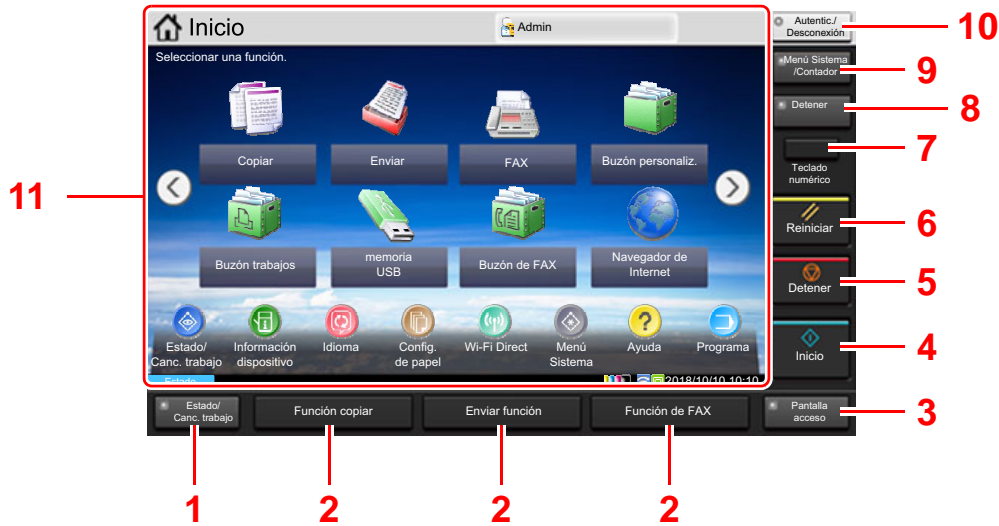 Inicio
Admin
Seleccionar una función.
Copiar
Enviar
FAX
Buzón personaliz.
Buzón trabajos
memoria
USB
Buzón de FAX
Navegador de
Internet
Estado/
Canc. trabajo
Información
dispositivo
Idioma
Config.
de papel
Wi-Fi Direct
Menú
Sistema
Ayuda
Programa
Estado
2018/10/10 10:10
Autentic./
Desconexión
10
Menú Sistema
/Contador
9
Detener
8
7
Teclado
numérico
Reiniciar
6
Detener
5
Inicio
4
11
Estado/
Canc. trabajo
Función copiar
Enviar función
Función de FAX
Pantalla
acceso
3
1
2
2
2